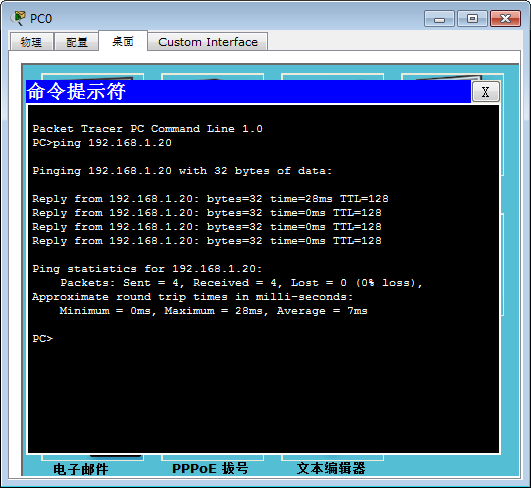 PC0
物理 配置 桌面 Custom Interface
命令提示符 X
Packet Tracer PC Command Line 1.0
PC>ping 192.168.1.20
Pinging 192.168.1.20 with 32 bytes of data:
Reply from 192.168.1.20: bytes=32 time=28ms TTL=128
Reply from 192.168.1.20: bytes=32 time=0ms TTL=128
Reply from 192.168.1.20: bytes=32 time=0ms TTL=128
Reply from 192.168.1.20: bytes=32 time=0ms TTL=128
Ping statistics for 192.168.1.20:
Packets: Sent = 4, Received = 4, Lost = 0 (0% loss),
Approximate round trip times in milli-seconds:
Minimum = 0ms, Maximum = 28ms, Average = 7ms
PC>
电子邮件 PPPoE 拨号 文本编辑器